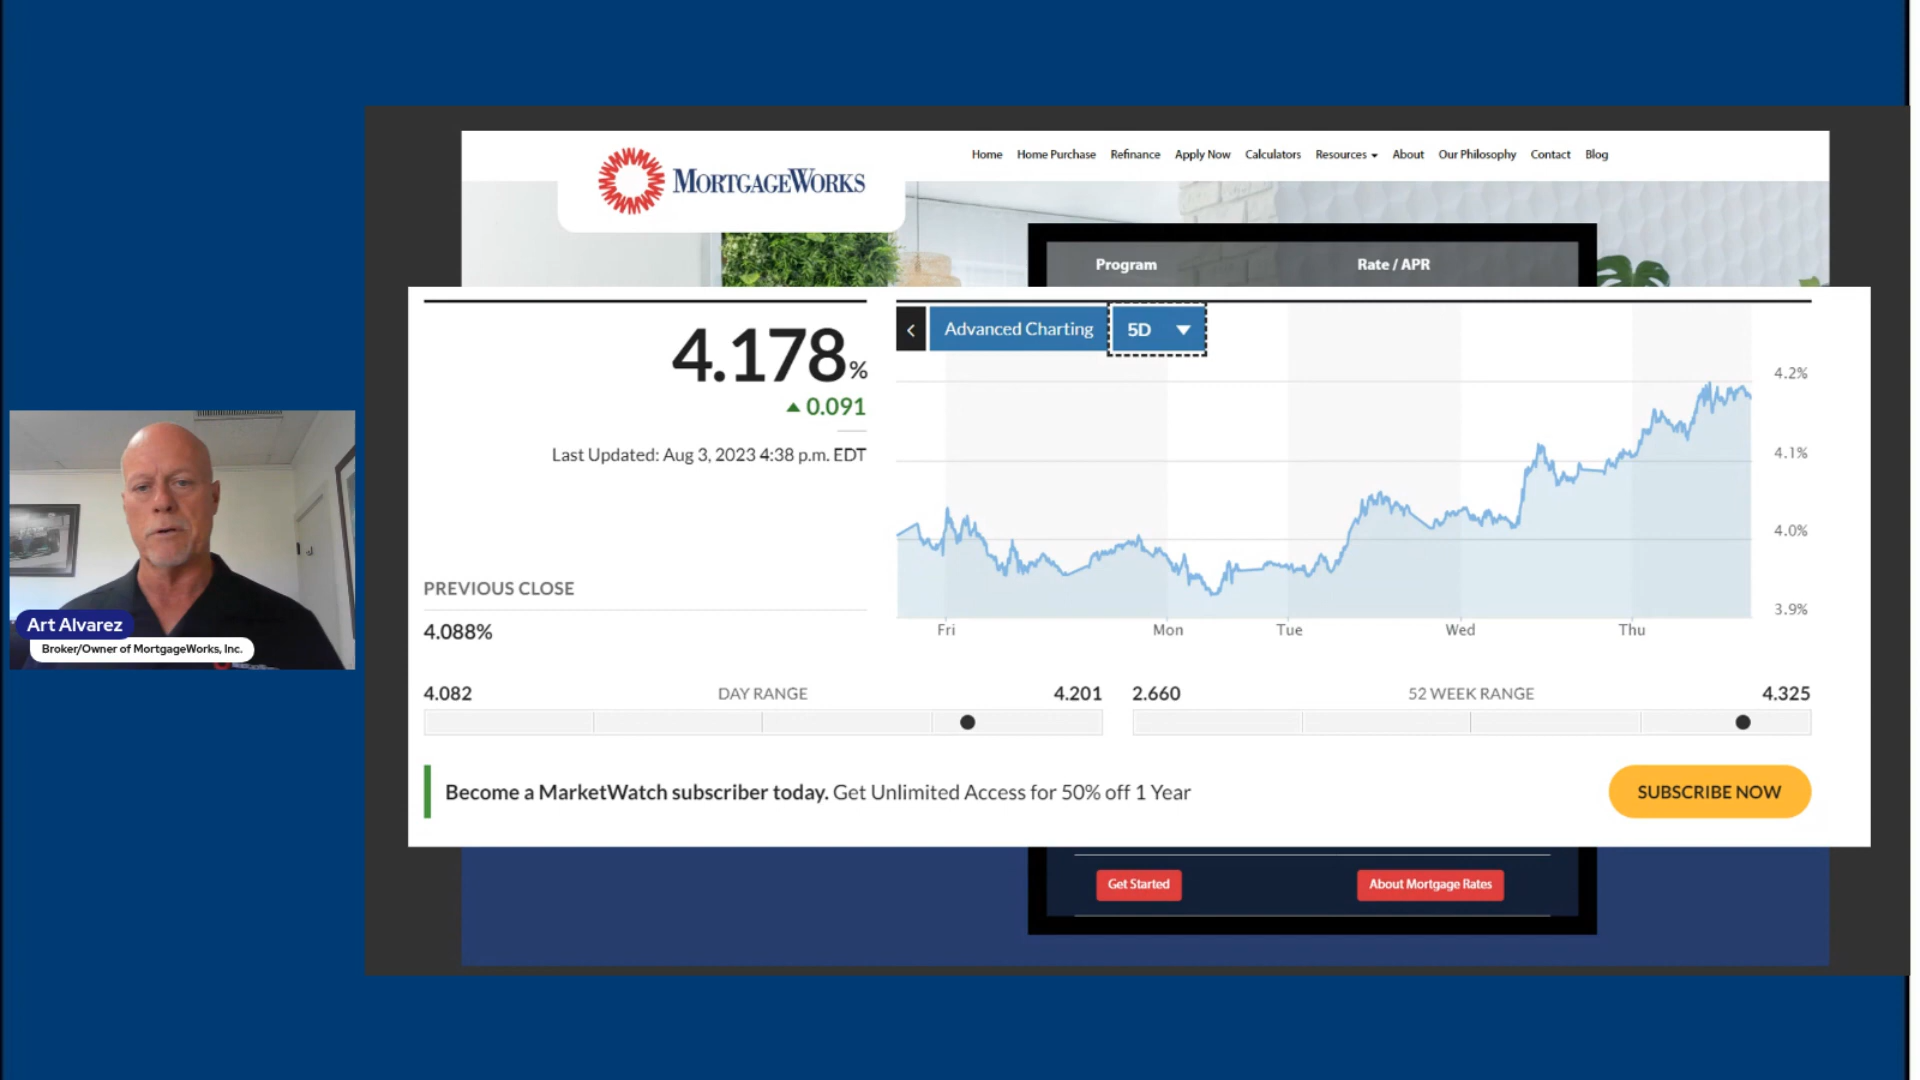 MORTGAGEWORKS
Home Home Purchase Refinance Apply Now Calculators Resources About Our Philosophy Contact Blog
Program Rate / APR
4.178%
0.091
Last Updated: Aug 3, 2023 4:38 p.m. EDT
PREVIOUS CLOSE
4.088%
< Advanced Charting 5D
4.2%
4.1%
4.0%
3.9%
Fri Mon Tue Wed Thu
4.082 DAY RANGE 4.201
2.660 52 WEEK RANGE 4.325
Become a MarketWatch subscriber today. Get Unlimited Access for 50% off 1 Year
SUBSCRIBE NOW
Get Started About Mortgage Rates
Art Alvarez
Broker/Owner of MortgageWorks, Inc.